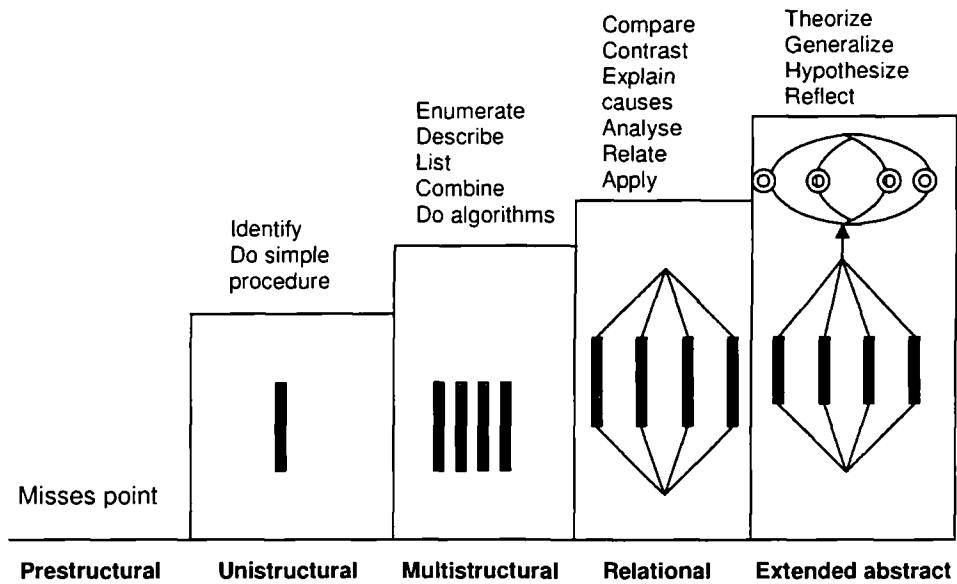 Misses point
Identify
Do simple
procedure
Enumerate
Describe
List
Combine
Do algorithms
Compare
Contrast
Explain
causes
Analyse
Relate
Apply
Theorize
Generalize
Hypothesize
Reflect
Prestructural
Unistructural
Multistructural
Relational
Extended abstract